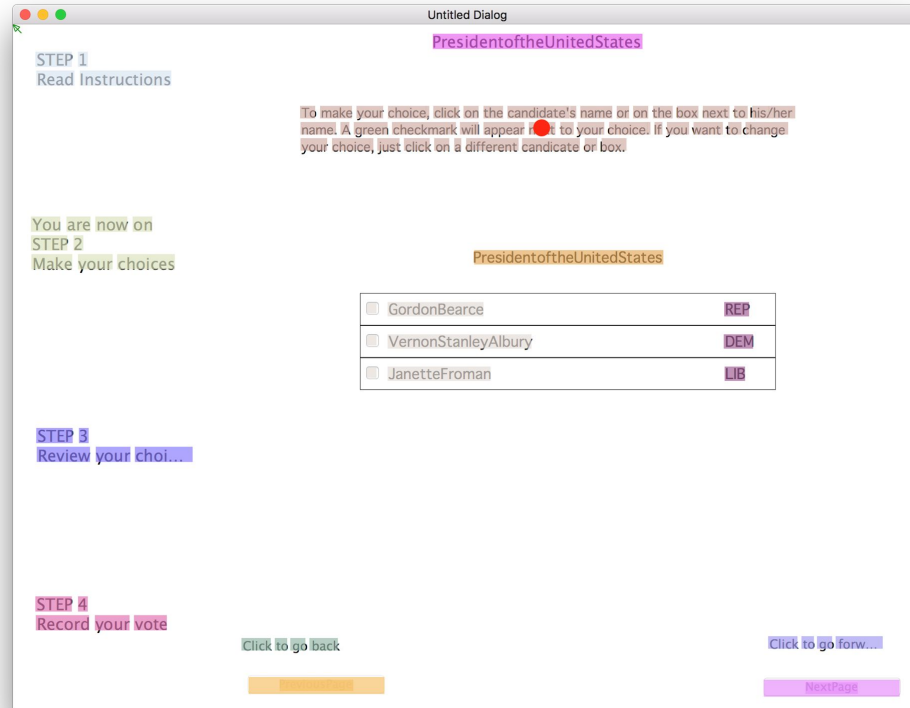 Untitled Dialog
PresidentoftheUnitedStates
STEP 1
Read Instructions
To make your choice, click on the candidate's name or on the box next to his/her
name. A green checkmark will appear to your choice. If you want to change
your choice, just click on a different candicate or box.
You are now on
STEP 2
Make your choices
PresidentoftheUnitedStates
GordonBearce REP
VernonStanleyAlbury DEM
JanetteFroman LIB
STEP 3
Review your choi...
STEP 4
Record your vote
Click to go back
Click to go forw...
NextPage